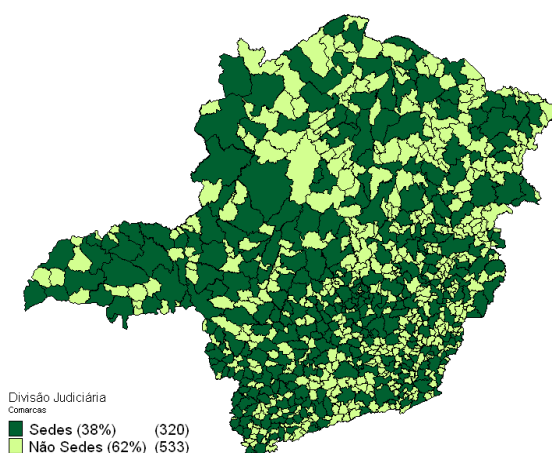 Divisão Judiciária
Comarcas
Sedes (38%) (320)
Não Sedes (62%) (533)